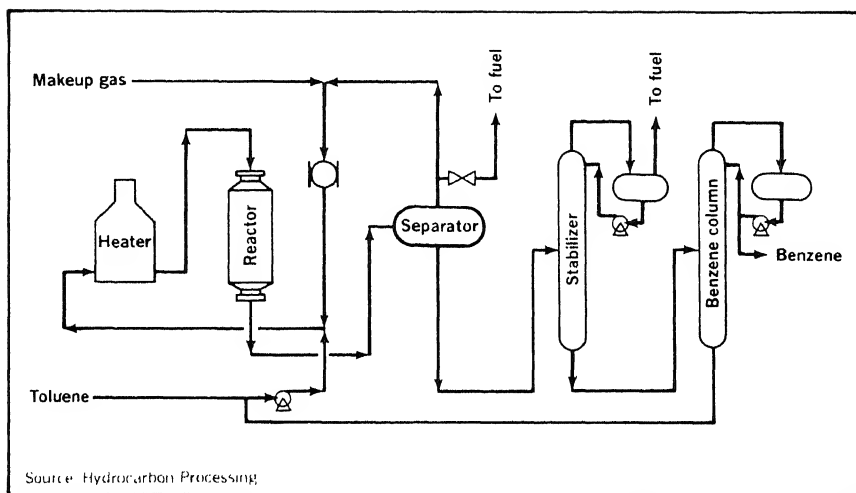 Makeup gas
To fuel
To fuel
Heater
Reactor
Separator
Stabilizer
Benzene column
Benzene
Toluene
Source Hydrocarbon Processing